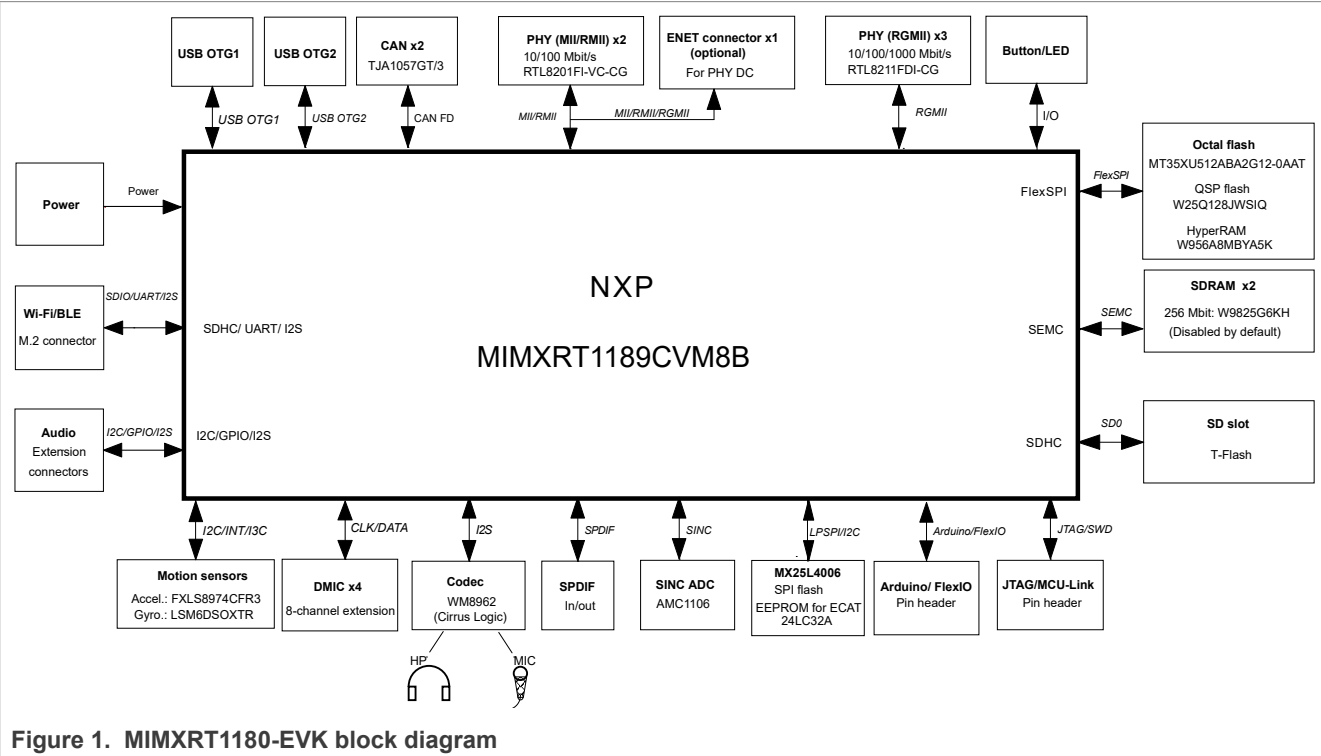 USB OTG1
USB OTG2
CAN x2
TJA1057GT/3
PHY (MII/RMII) x2
10/100 Mbit/s
RTL8201FI-VC-CG
ENET connector x1
(optional)
For PHY DC
PHY (RGMII) x3
10/100/1000 Mbit/s
RTL8211FDI-CG
Button/LED
USB OTG1
USB OTG2
CAN FD
MII/RMII
MII/RMII/RGMII
RGMII
I/O
Power
Power
Wi-Fi/BLE
M.2 connector
SDIO/UART/I2S
SDHC/ UART/ I2S
Audio
Extension
connectors
I2C/GPIO/I2S
I2C/GPIO/I2S
NXP
MIMXRT1189CVM8B
FlexSPI
FlexSPI
Octal flash
MT35XU512ABA2G12-0AAT
QSP flash
W25Q128JWSIQ
HyperRAM
W956A8MBYA5K
SEMC
SEMC
SDRAM x2
256 Mbit: W9825G6KH
(Disabled by default)
SDHC
SD0
SD slot
T-Flash
I2C/INT/I3C
CLK/DATA
I2S
SPDIF
SINC
LPSPI/I2C
Arduino/FlexIO
JTAG/SWD
Motion sensors
Accel.: FXLS8974CFR3
Gyro.: LSM6DSOXTR
DMIC x4
8-channel extension
Codec
WM8962
(Cirrus Logic)
HP
MIC
SPDIF
In/out
SINC ADC
AMC1106
MX25L4006
SPI flash
EEPROM for ECAT
24LC32A
Arduino/ FlexIO
Pin header
JTAG/MCU-Link
Pin header
Figure 1. MIMXRT1180-EVK block diagram